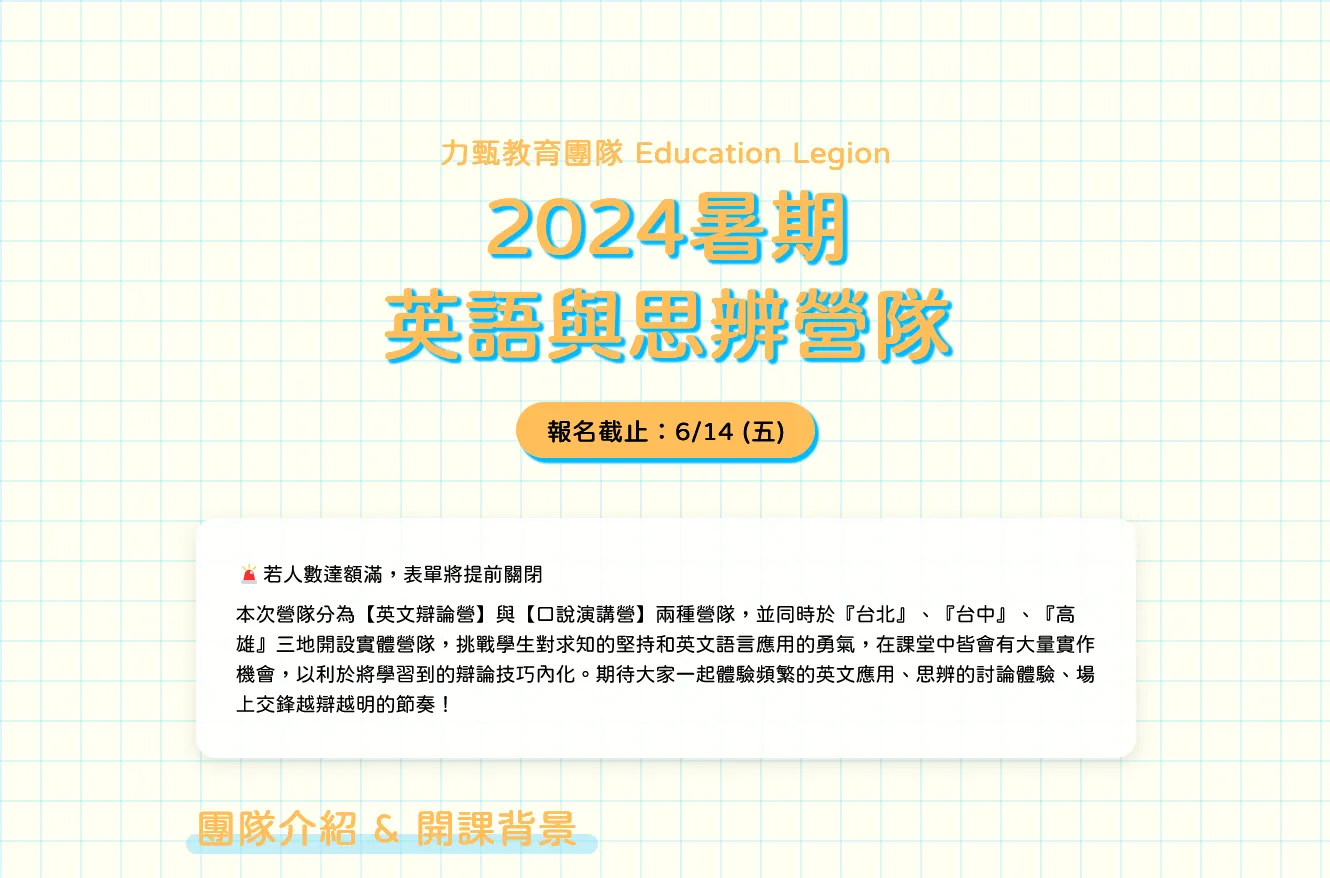 力甄教育團隊 Education Legion
2024暑期
英語與思辨營隊
報名截止：6/14 (五)
🚨若人數達額滿，表單將提前關閉
本次營隊分為【英文辯論營】與【口說演講營】兩種營隊，並同時於『台北』、『台中』、『高
雄』三地開設實體營隊，挑戰學生對求知的堅持和英文語言應用的勇氣，在課堂中皆會有大量實作
機會，以利於將學習到的辯論技巧內化。期待大家一起體驗頻繁的英文應用、思辨的討論體驗、場
上交鋒越辯越明的節奏！
團隊介紹 & 開課背景